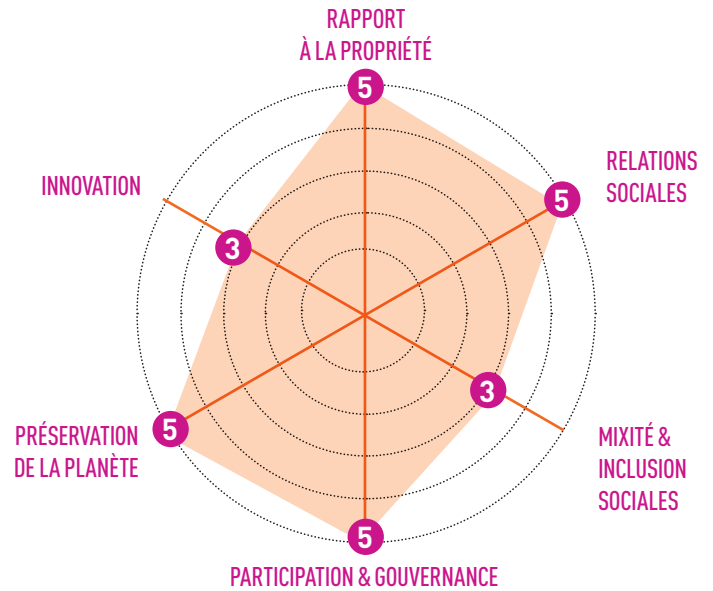 RAPPORT
À LA PROPRIÉTÉ
5
RELATIONS
SOCIALES
5
INNOVATION
3
3
MIXITÉ &
INCLUSION
SOCIALES
5
PRÉSERVATION
DE LA PLANÈTE
5
PARTICIPATION & GOUVERNANCE